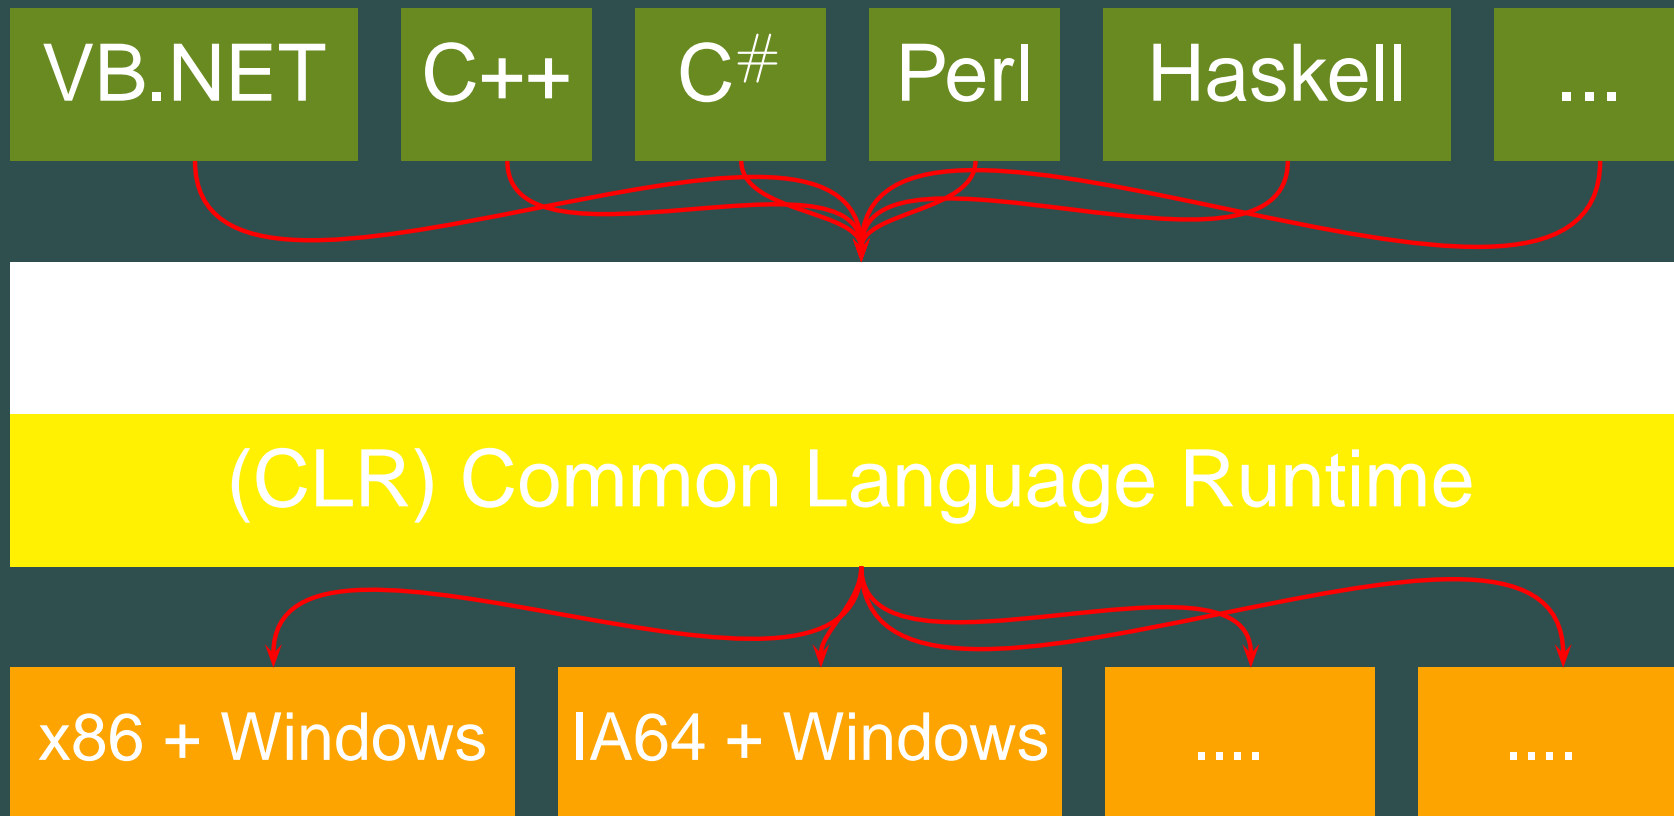 VB.NET C++ C# Perl Haskell ...
(CLR) Common Language Runtime
x86 + Windows IA64 + Windows .... ....